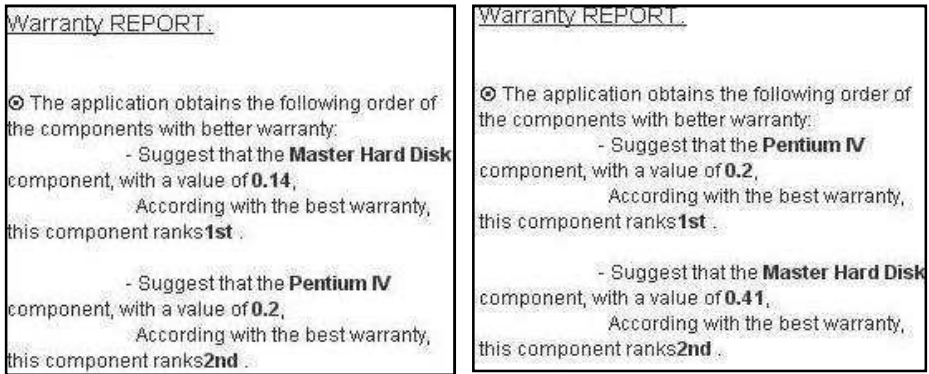 Warranty REPORT.
⊙ The application obtains the following order of
the components with better warranty:
- Suggest that the Master Hard Disk
component, with a value of 0.14,
According with the best warranty,
this component ranks1st .
- Suggest that the Pentium IV
component, with a value of 0.2,
According with the best warranty,
this component ranks2nd .
Warranty REPORT.
⊙ The application obtains the following order of
the components with better warranty:
- Suggest that the Pentium IV
component, with a value of 0.2,
According with the best warranty,
this component ranks1st .
- Suggest that the Master Hard Disk
component, with a value of 0.41,
According with the best warranty,
this component ranks2nd .